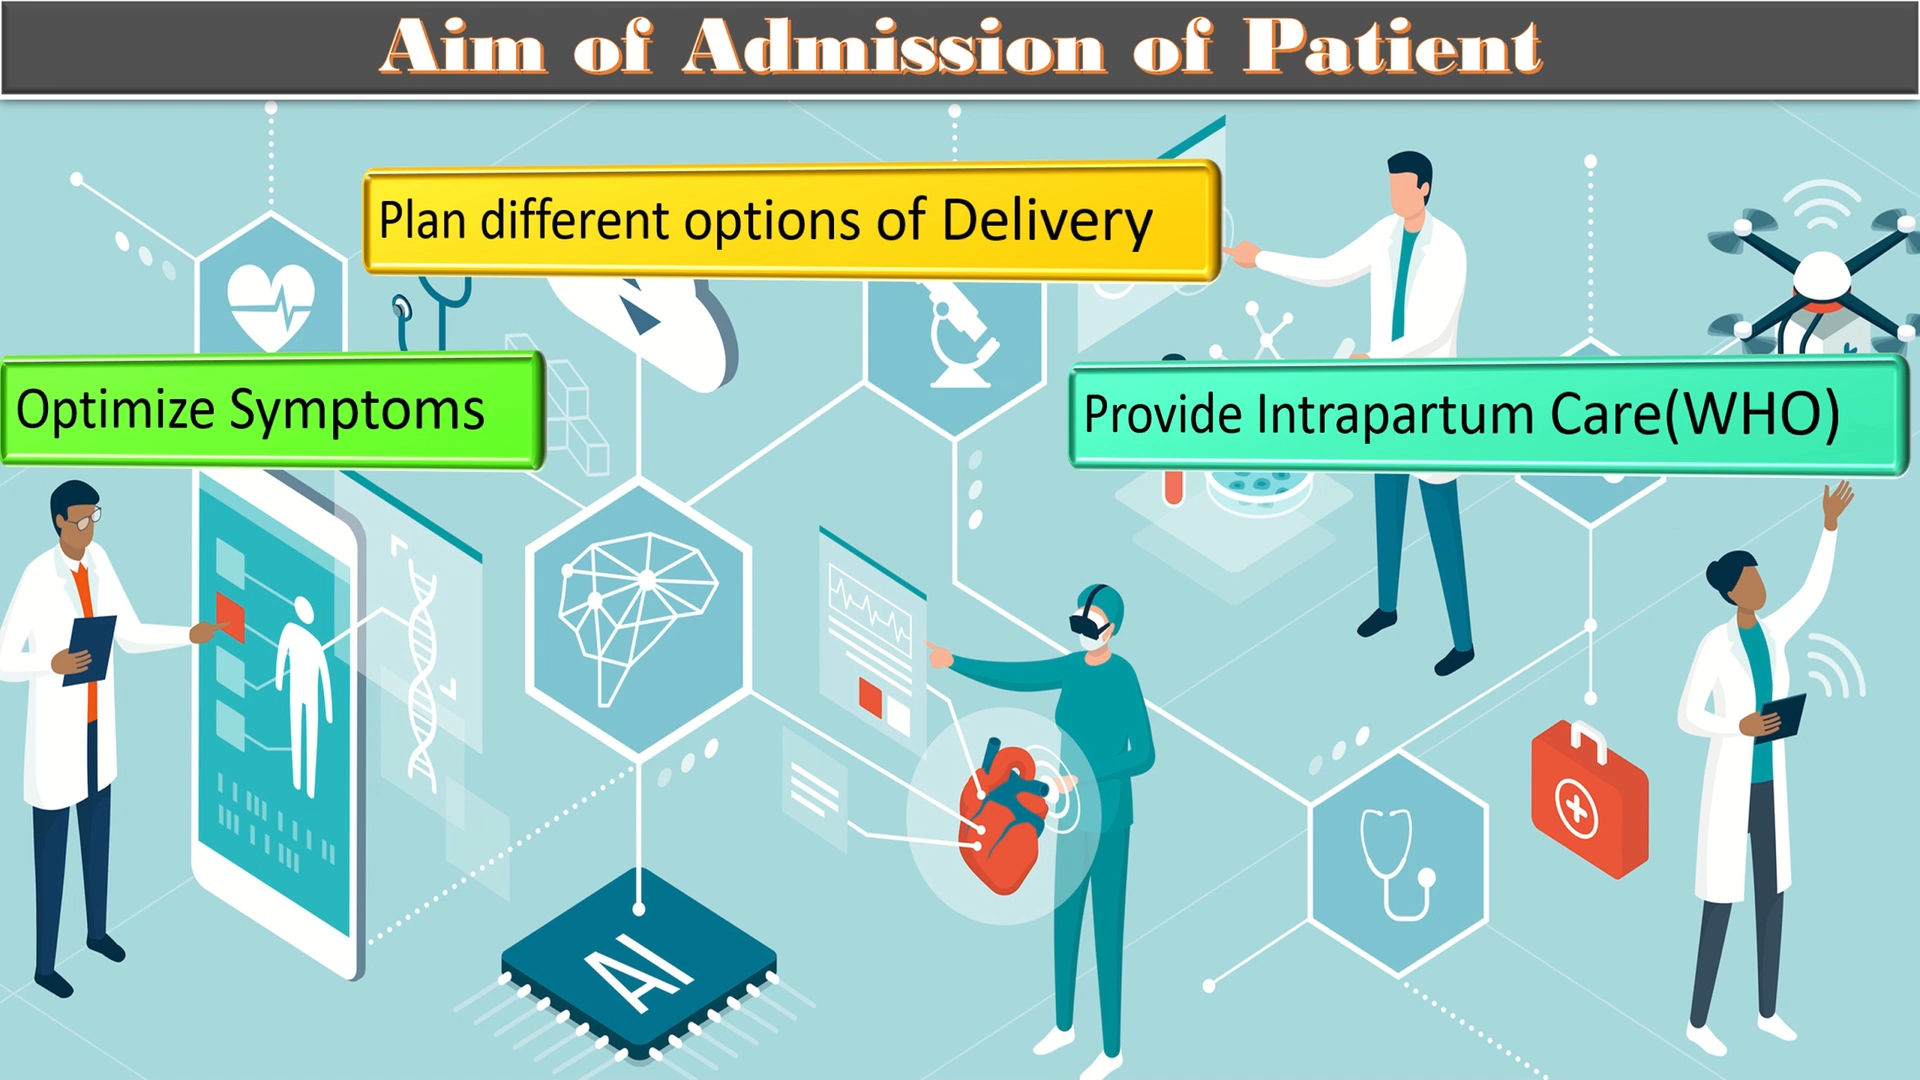 Aim of Admission of Patient
Plan different options of Delivery
Optimize Symptoms
Provide Intrapartum Care(WHO)
AI